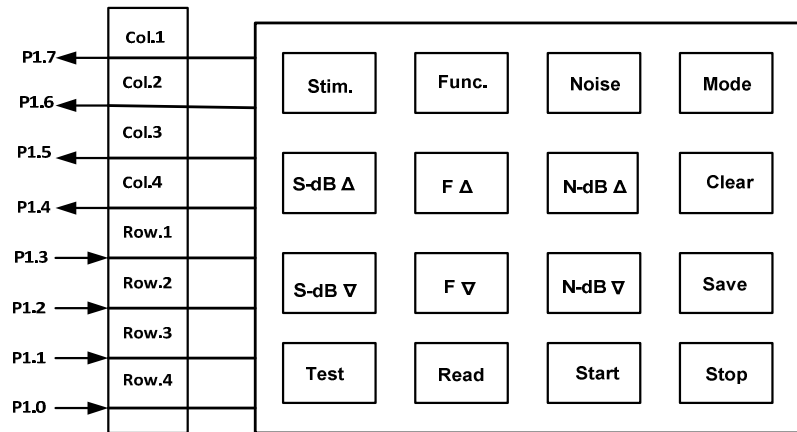 Col.1
P1.7
Col.2
P1.6
Col.3
P1.5
Col.4
P1.4
Row.1
P1.3
Row.2
P1.2
Row.3
P1.1
Row.4
P1.0
Stim. Func. Noise Mode
S-dB Δ F Δ N-dB Δ Clear
S-dB ∇ F ∇ N-dB ∇ Save
Test Read Start Stop